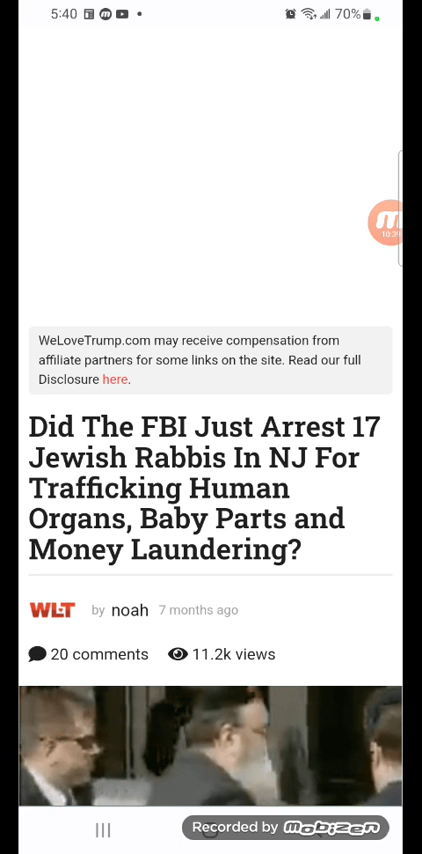 5:40 70%
10:39
WeLoveTrump.com may receive compensation from
affiliate partners for some links on the site. Read our full
Disclosure here.
Did The FBI Just Arrest 17
Jewish Rabbis In NJ For
Trafficking Human
Organs, Baby Parts and
Money Laundering?
WLT by noah 7 months ago
20 comments 11.2k views
Recorded by mobizen